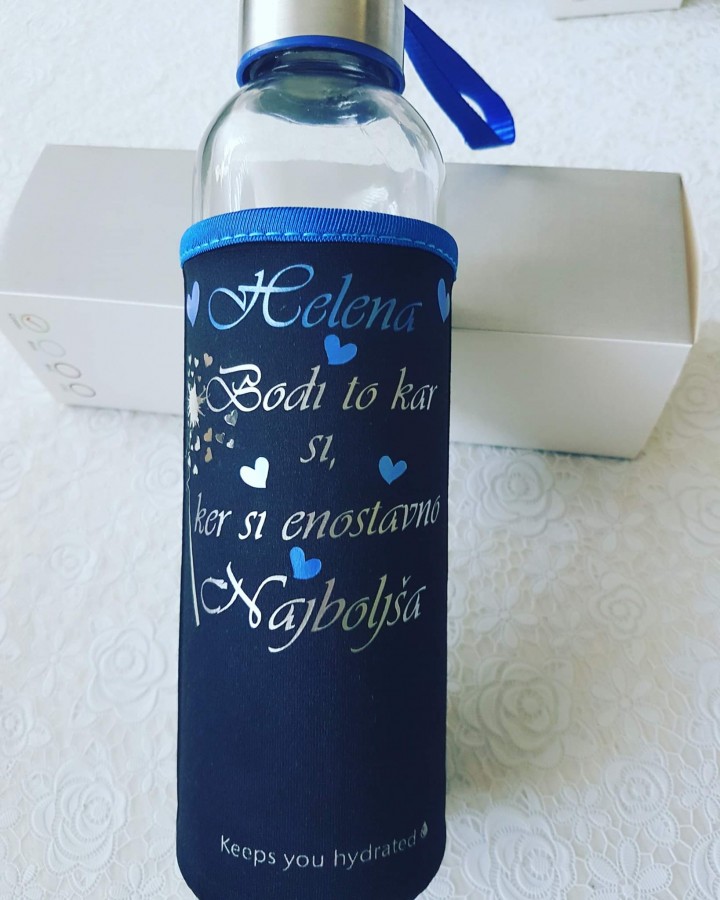 Helena
Bodi to kar
si,
ker si enostavno
Najboljša
Keeps you hydrated